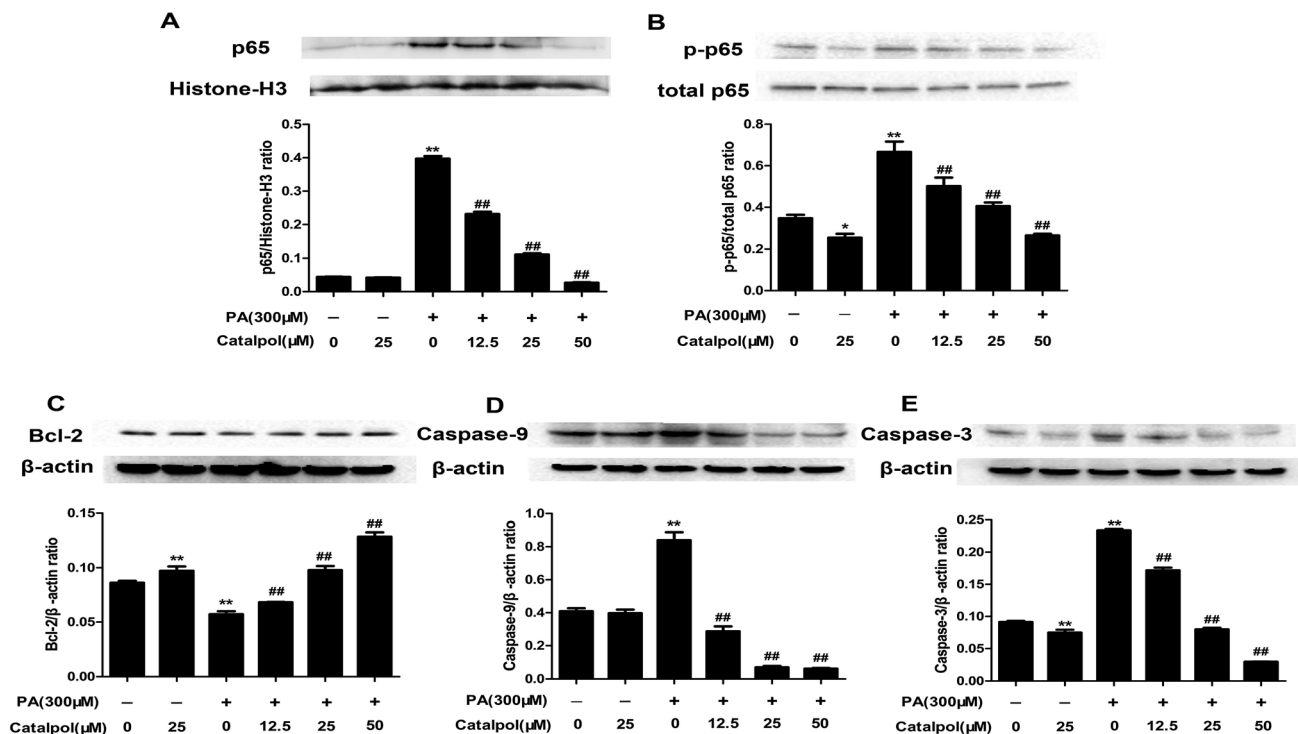 A
p65
Histone-H3
p65/Histone-H3 ratio
0.5
0.4
0.3
0.2
0.1
0.0
** ## ## ##
PA(300μM) – – + + + +
Catalpol(μM) 0 25 0 12.5 25 50
B
p-p65
total p65
p-p65/total p65 ratio
0.8
0.6
0.4
0.2
0.0
* ** ## ## ##
PA(300μM) – – + + + +
Catalpol(μM) 0 25 0 12.5 25 50
C
Bcl-2
β-actin
Bcl-2/β -actin ratio
0.15
0.10
0.05
0.00
** ** ## ## ##
PA(300μM) – – + + + +
Catalpol(μM) 0 25 0 12.5 25 50
D
Caspase-9
β-actin
Caspase-9/β -actin ratio
1.0
0.8
0.6
0.4
0.2
0.0
** ## ## ##
PA(300μM) – – + + + +
Catalpol(μM) 0 25 0 12.5 25 50
E
Caspase-3
β-actin
Caspase-3/β -actin ratio
0.25
0.20
0.15
0.10
0.05
0.00
** ** ## ## ##
PA(300μM) – – + + + +
Catalpol(μM) 0 25 0 12.5 25 50